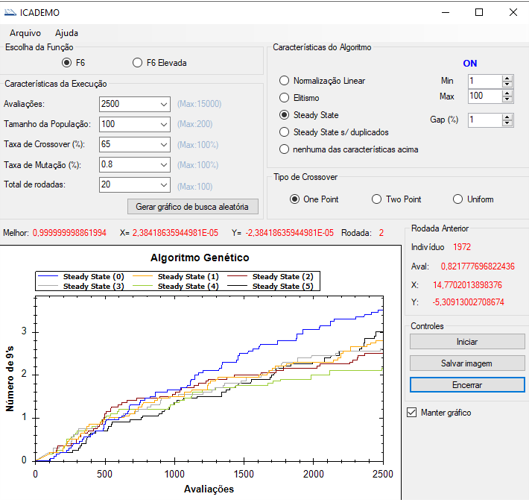 ICADEMO
Arquivo Ajuda
Escolha da Função
F6 F6 Elevada
Características da Execução
Avaliações: 2500 (Max:15000)
Tamanho da População: 100 (Max:200)
Taxa de Crossover (%): 65 (Max:100%)
Taxa de Mutação (%): 0.8 (Max:100%)
Total de rodadas: 20 (Max:100)
Gerar gráfico de busca aleatória
Características do Algoritmo
ON
Normalização Linear
Elitismo
Steady State
Steady State s/ duplicados
nenhuma das características acima
Min 1
Max 100
Gap (%) 1
Tipo de Crossover
One Point Two Point Uniform
Melhor: 0,999999998861994 X= 2,38418635944981E-05 Y= -2,38418635944981E-05 Rodada: 2
Algoritmo Genético
Steady State (0) Steady State (1) Steady State (2)
Steady State (3) Steady State (4) Steady State (5)
Número de 9's
3
2
1
0
0 500 1000 1500 2000 2500
Avaliações
Rodada Anterior
Indivíduo 1972
Aval: 0,821777696822436
X: 14,7702013898376
Y: -5,30913002708674
Controles
Iniciar
Salvar imagem
Encerrar
Manter gráfico